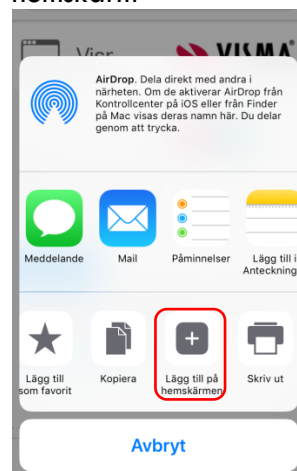 hemskärm
Visr
VISMA
AirDrop. Dela direkt med andra i
närheten. Om de aktiverar AirDrop från
Kontrollcenter på iOS eller från Finder
på Mac visas deras namn här. Du delar
genom att trycka.
Meddelande
Mail
Påminnelser
Lägg till i
Anteckning
Lägg till
som favorit
Kopiera
Lägg till på
hemskärmen
Skriv ut
Avbryt